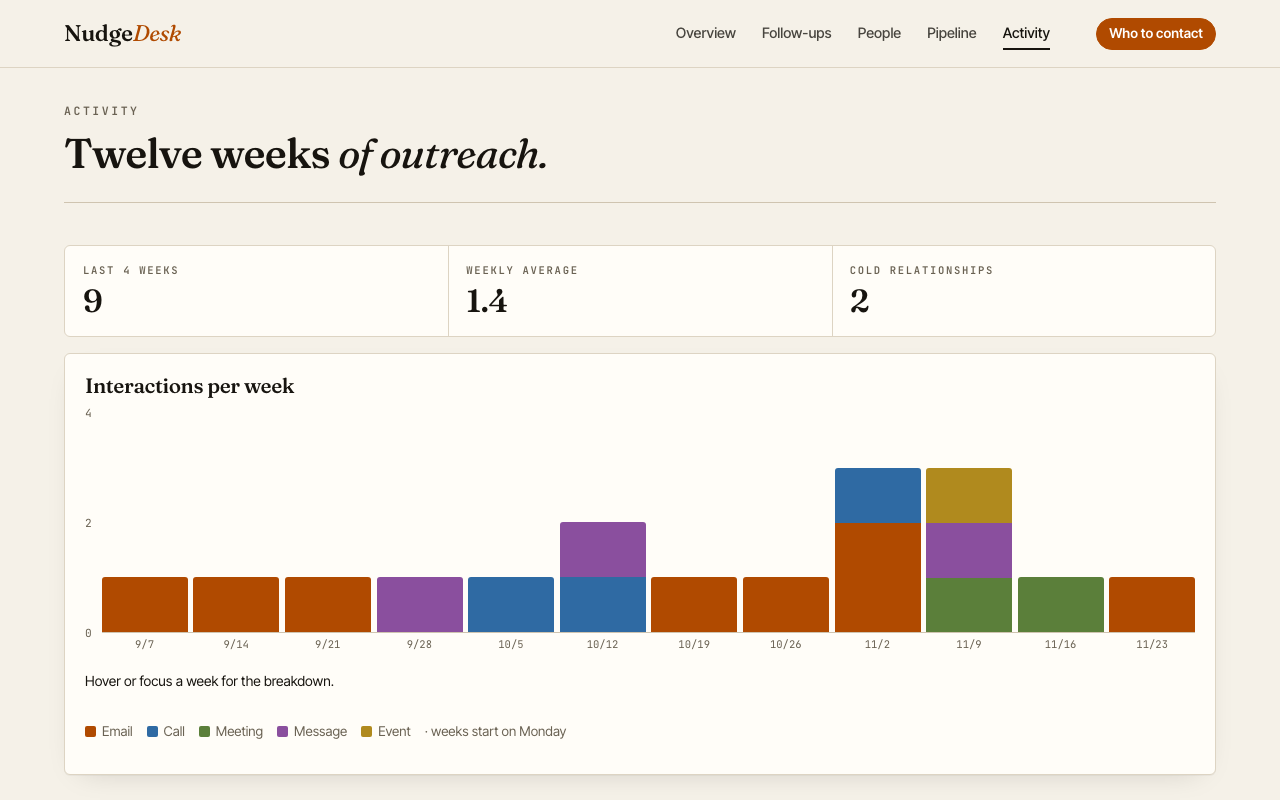 NudgeDesk
Overview
Follow-ups
People
Pipeline
Activity
Who to contact
ACTIVITY
Twelve weeks of outreach.
LAST 4 WEEKS
9
WEEKLY AVERAGE
1.4
COLD RELATIONSHIPS
2
Interactions per week
4
2
0
9/7
9/14
9/21
9/28
10/5
10/12
10/19
10/26
11/2
11/9
11/16
11/23
Hover or focus a week for the breakdown.
Email
Call
Meeting
Message
Event
· weeks start on Monday